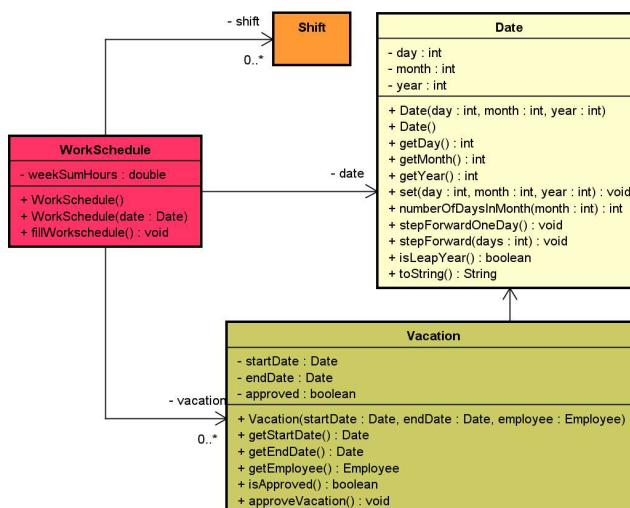 - shift
0..*
Shift
Date
- day : int
- month : int
- year : int
+ Date(day : int, month : int, year : int)
+ Date()
+ getDay() : int
+ getMonth() : int
+ getYear() : int
+ set(day : int, month : int, year : int) : void
+ numberOfDaysInMonth(month : int) : int
+ stepForwardOneDay() : void
+ stepForward(days : int) : void
+ isLeapYear() : boolean
+ toString() : String
WorkSchedule
- weekSumHours : double
+ WorkSchedule()
+ WorkSchedule(date : Date)
+ fillWorkschedule() : void
- date
- vacation
0..*
Vacation
- startDate : Date
- endDate : Date
- approved : boolean
+ Vacation(startDate : Date, endDate : Date, employee : Employee)
+ getStartDate() : Date
+ getEndDate() : Date
+ getEmployee() : Employee
+ isApproved() : boolean
+ approveVacation() : void